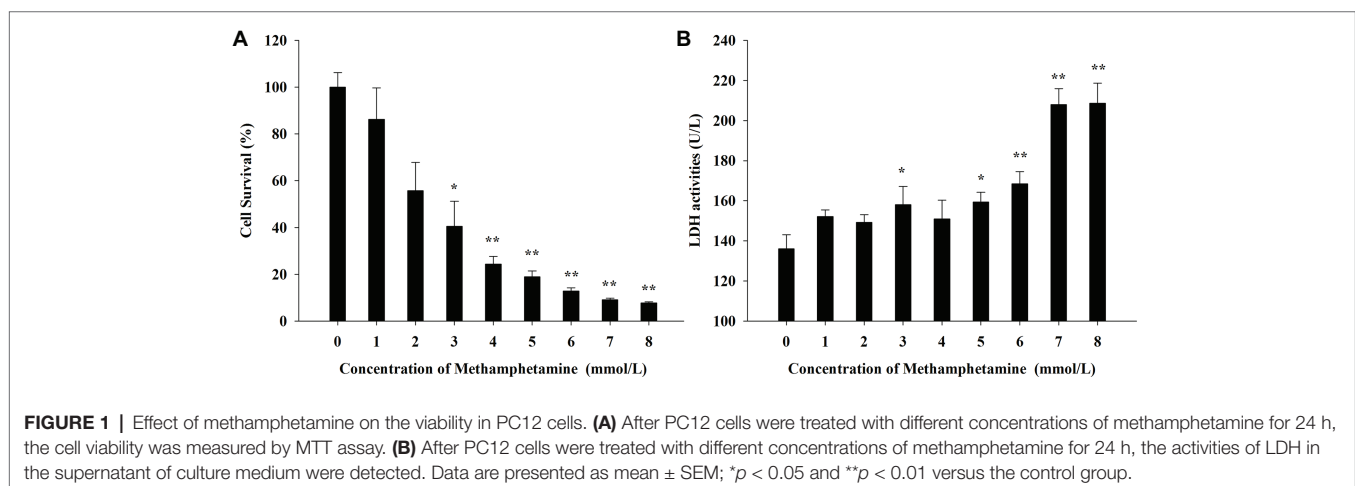 A
120
100
80
60
40
20
0
Cell Survival (%)
*
**
**
**
**
**
0 1 2 3 4 5 6 7 8
Concentration of Methamphetamine (mmol/L)
B
240
220
200
180
160
140
120
100
LDH activities (U/L)
*
*
**
**
**
0 1 2 3 4 5 6 7 8
Concentration of Methamphetamine (mmol/L)
FIGURE 1 | Effect of methamphetamine on the viability in PC12 cells. (A) After PC12 cells were treated with different concentrations of methamphetamine for 24 h,
the cell viability was measured by MTT assay. (B) After PC12 cells were treated with different concentrations of methamphetamine for 24 h, the activities of LDH in
the supernatant of culture medium were detected. Data are presented as mean ± SEM; *p < 0.05 and **p < 0.01 versus the control group.